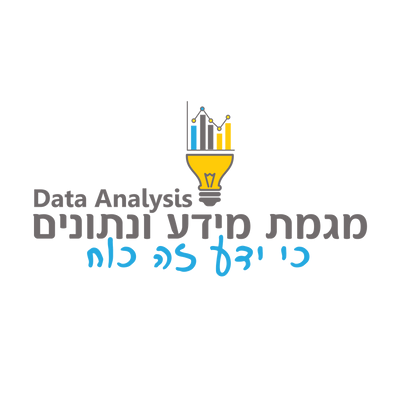 Data Analysis
מגמת מידע ונתונים
כי ידע זה כוח